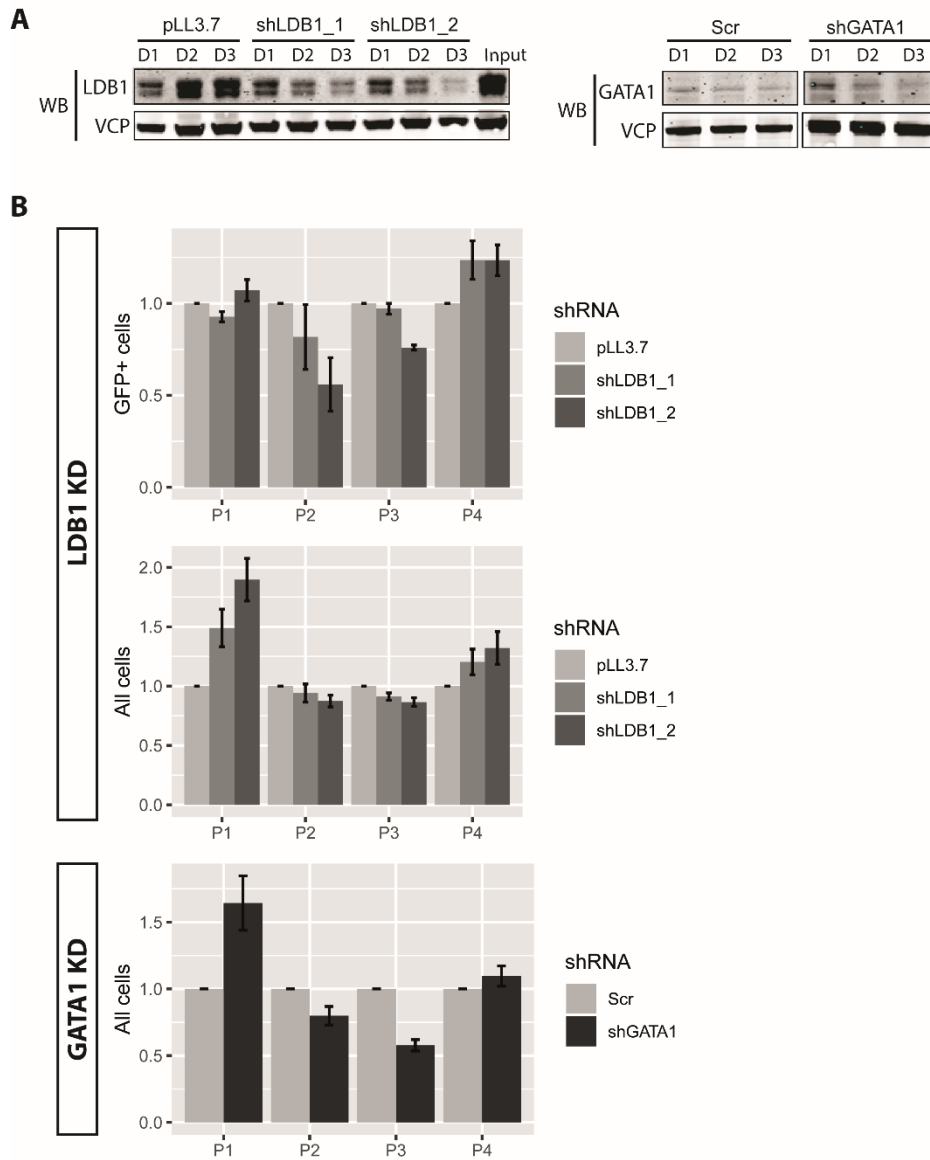 A
pLL3.7 shLDB1_1 shLDB1_2
D1 D2 D3 D1 D2 D3 D1 D2 D3 Input
WB
LDB1
VCP
Scr shGATA1
D1 D2 D3 D1 D2 D3
WB
GATA1
VCP
B
LDB1 KD
GFP+ cells
1.0
0.5
0.0
P1 P2 P3 P4
shRNA
pLL3.7
shLDB1_1
shLDB1_2
All cells
2.0
1.5
1.0
0.5
0.0
P1 P2 P3 P4
shRNA
pLL3.7
shLDB1_1
shLDB1_2
GATA1 KD
All cells
1.5
1.0
0.5
0.0
P1 P2 P3 P4
shRNA
Scr
shGATA1